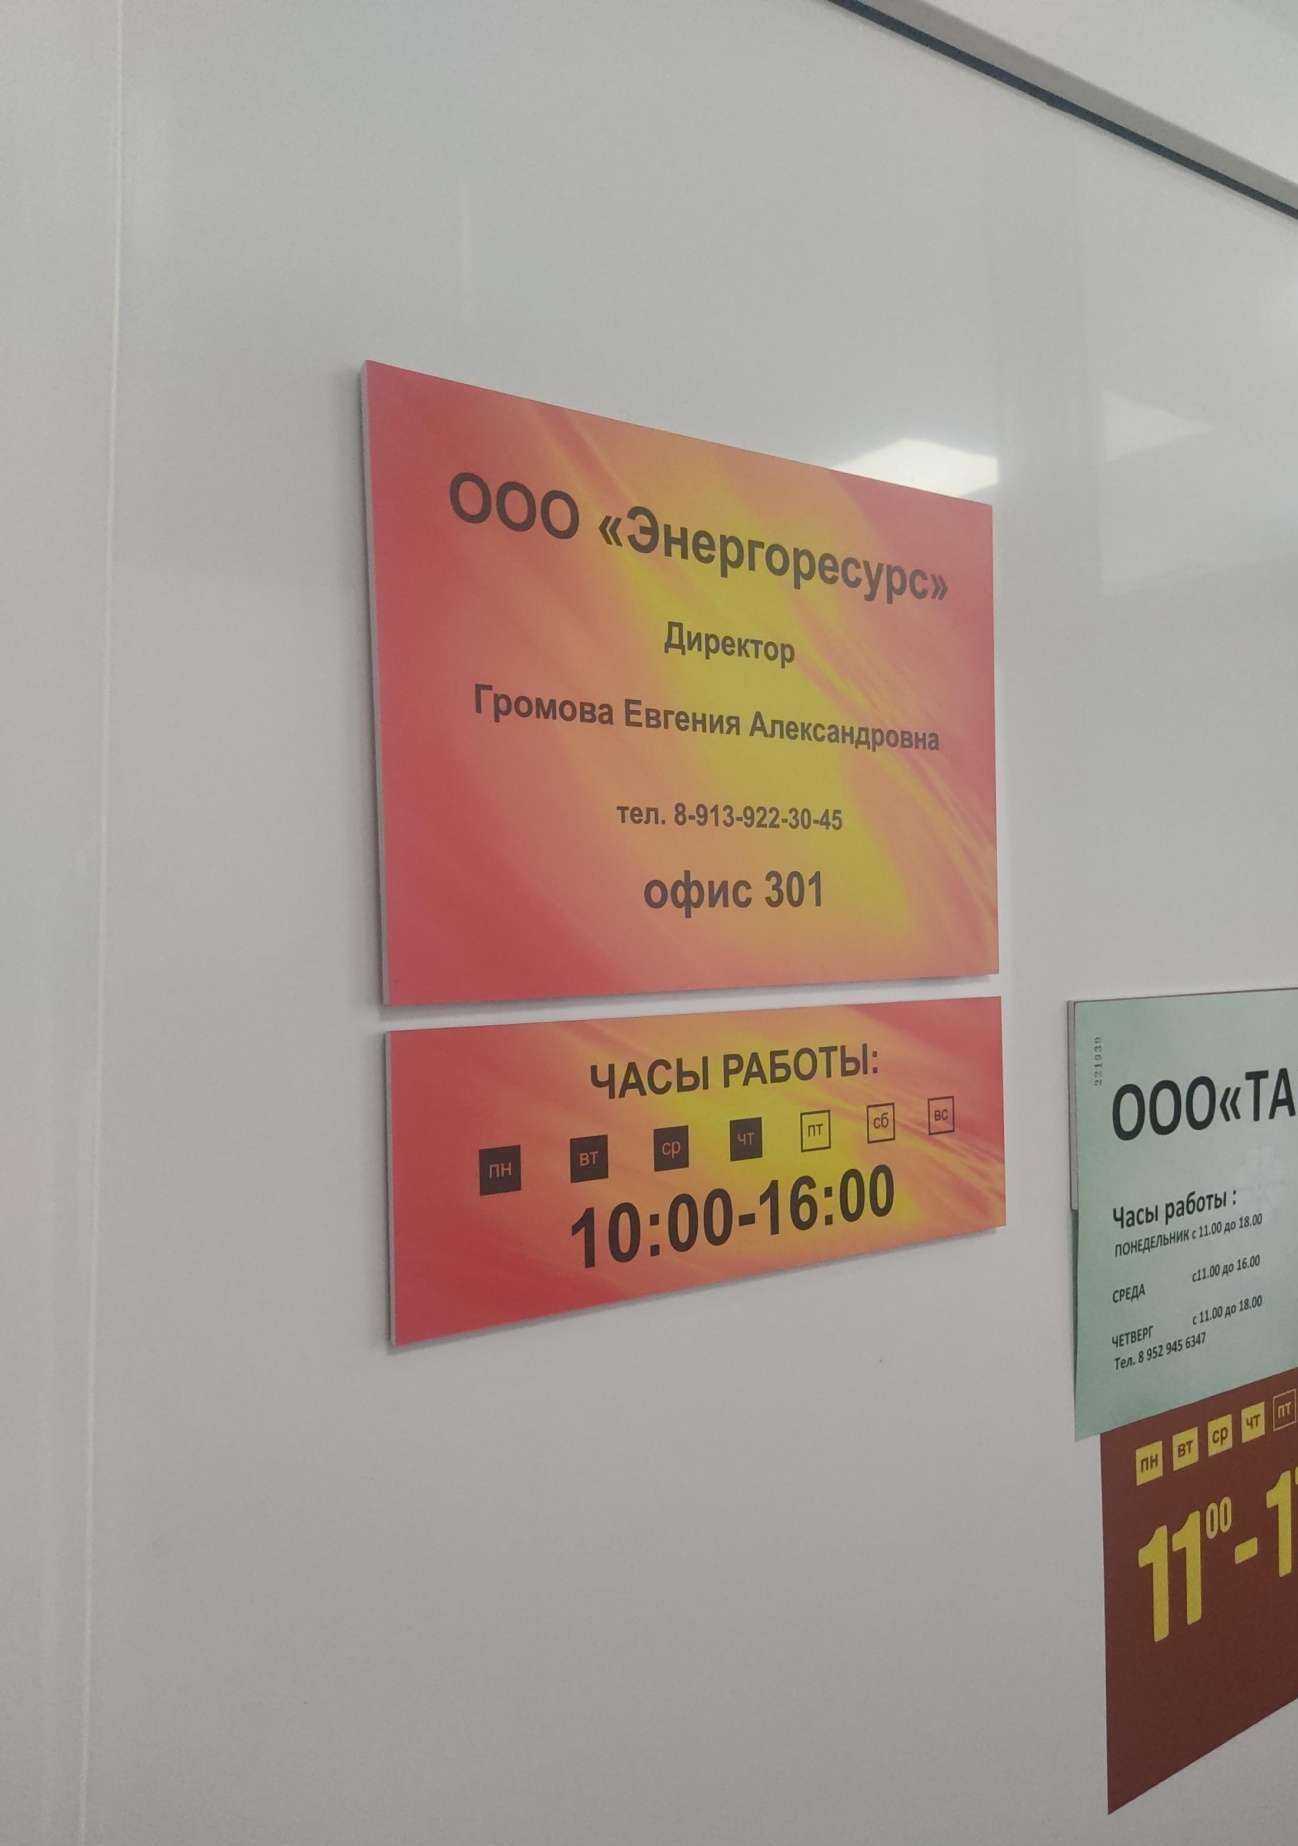 ООО «Энергоресурс»
Директор
Громова Евгения Александровна
тел. 8-913-922-30-45
офис 301
ЧАСЫ РАБОТЫ:
пн вт ср чт пт сб вс
10:00-16:00
221039
ООО«ТА
Часы работы :
ПОНЕДЕЛЬНИК с 11.00 до 18.00
СРЕДА с11.00 до 16.00
ЧЕТВЕРГ с 11.00 до 18.00
Тел. 8 952 945 6347
пн вт ср чт пт
11⁰⁰-1